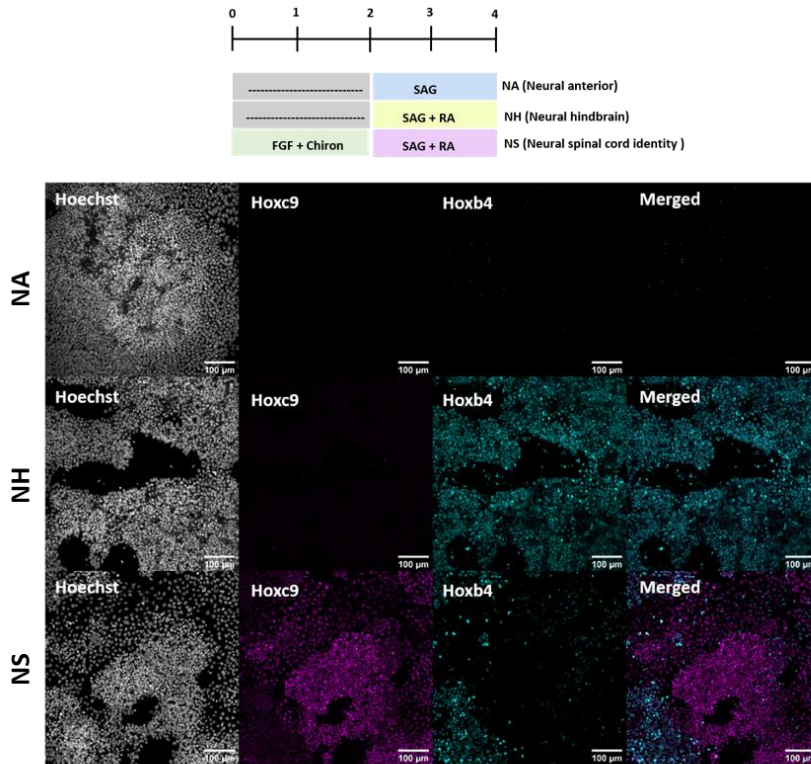 0 1 2 3 4
---------------------------- SAG NA (Neural anterior)
----------------------------- SAG + RA NH (Neural hindbrain)
FGF + Chiron SAG + RA NS (Neural spinal cord identity )
NA
Hoechst Hoxc9 Hoxb4 Merged
100 µm 100 µm 100 µm 100 µm
NH
Hoechst Hoxc9 Hoxb4 Merged
100 µm 100 µm 100 µm 100 µm
NS
Hoechst Hoxc9 Hoxb4 Merged
100 µm 100 µm 100 µm 100 µm